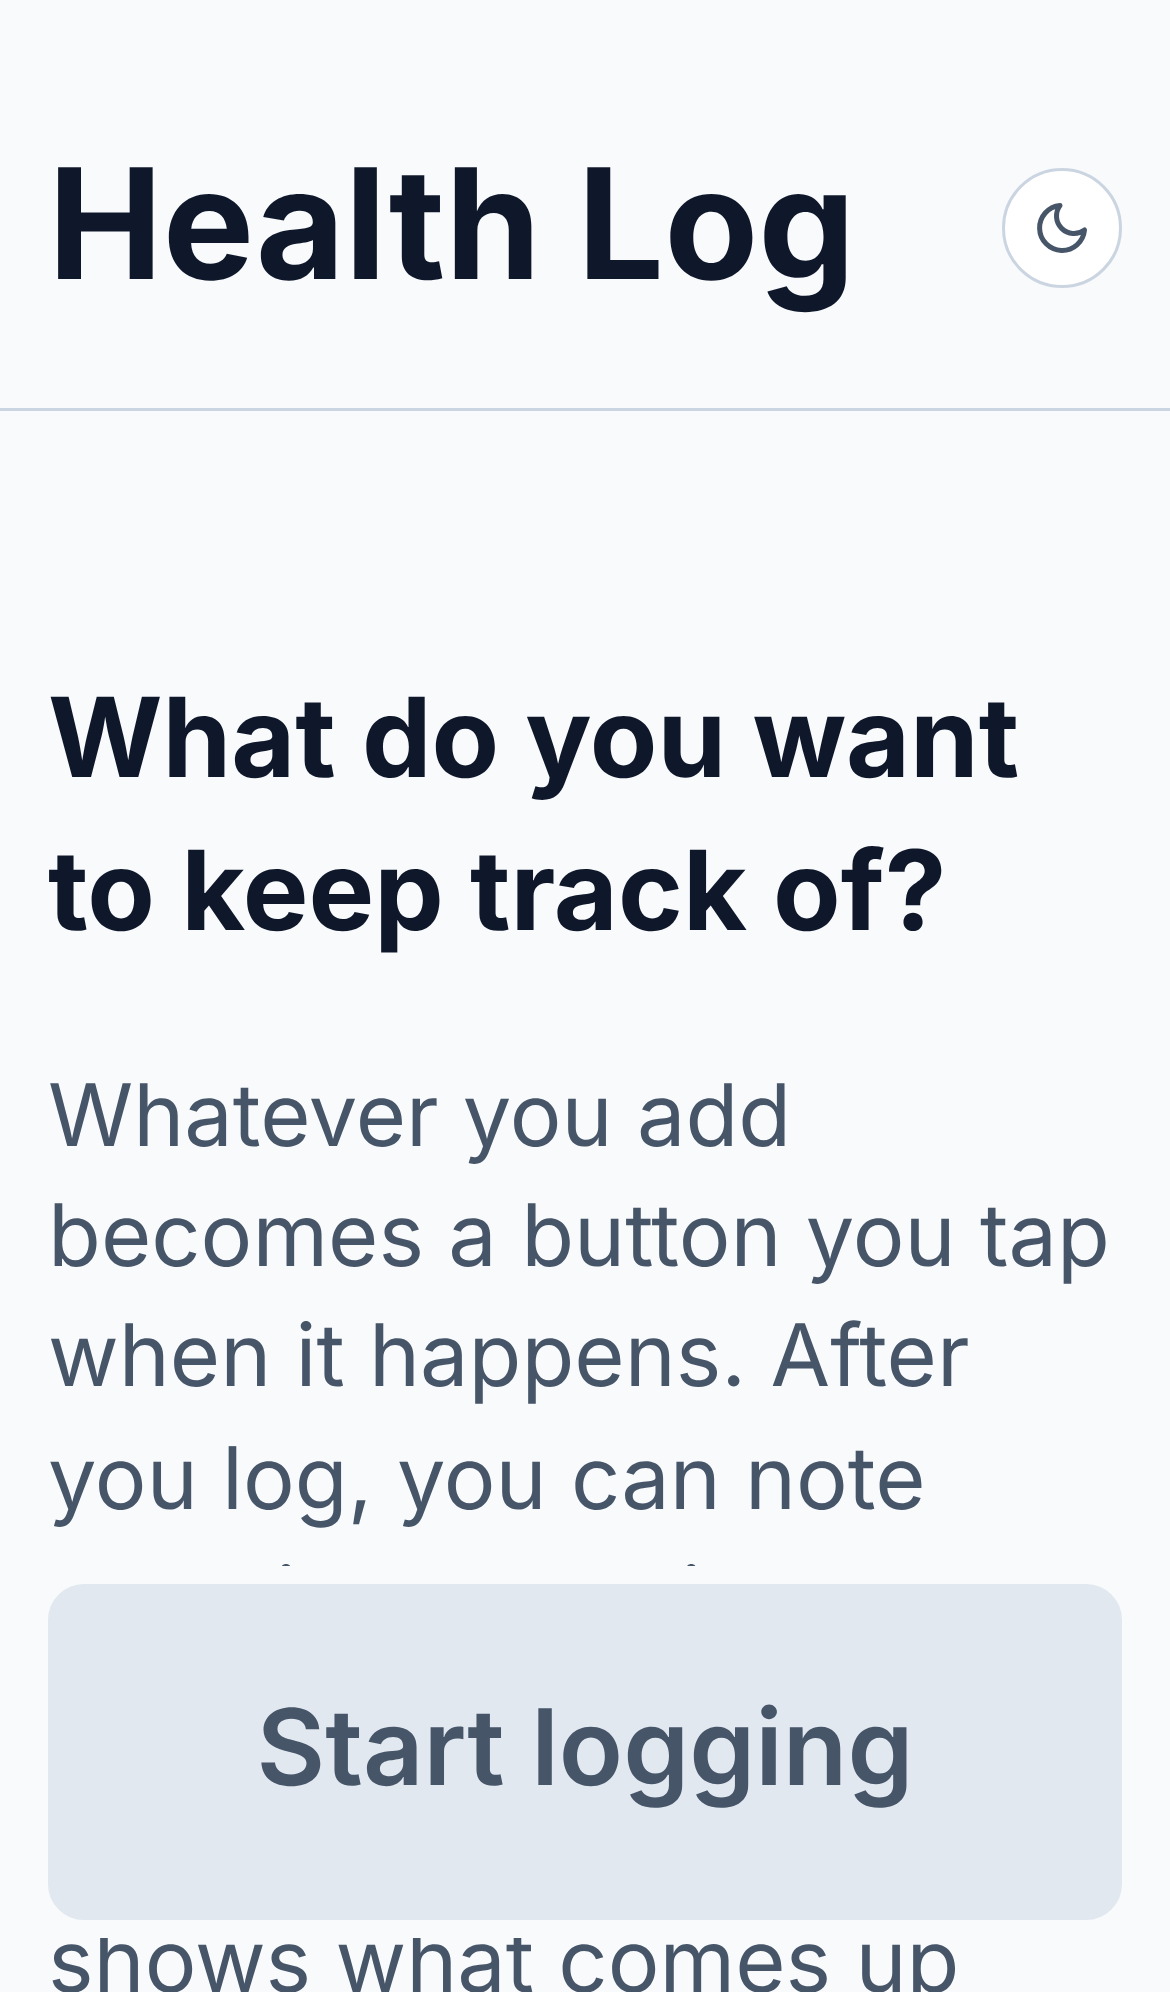 Health Log
What do you want
to keep track of?
Whatever you add
becomes a button you tap
when it happens. After
you log, you can note
Start logging
shows what comes up